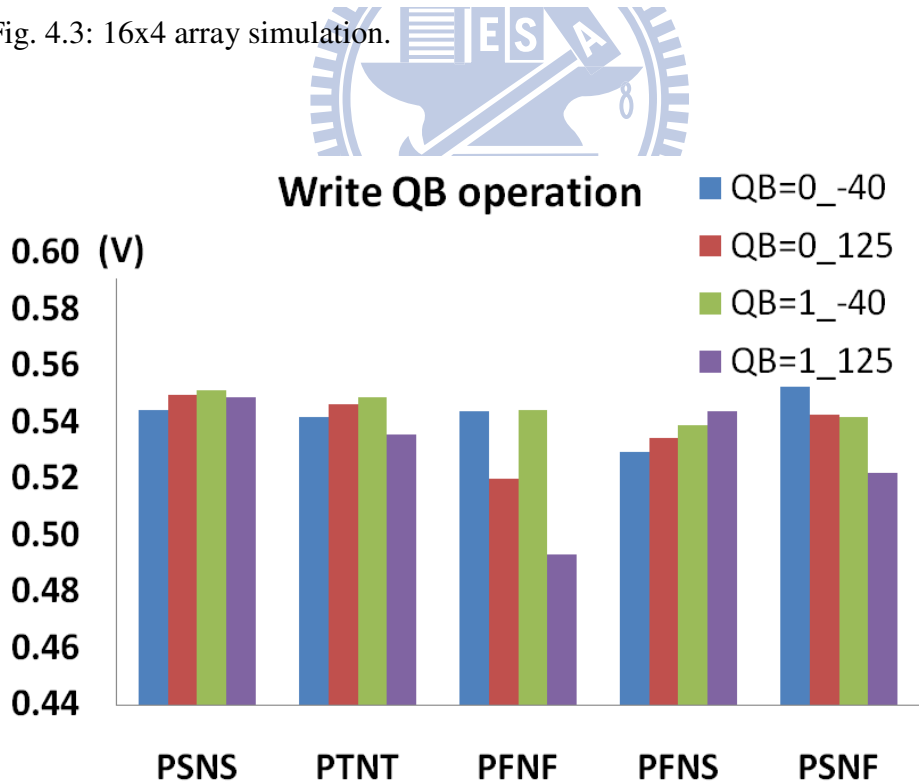 Fig. 4.3: 16x4 array simulation.
E S A
8
Write QB operation
QB=0_-40
QB=0_125
QB=1_-40
QB=1_125
0.60 (V)
0.58
0.56
0.54
0.52
0.50
0.48
0.46
0.44
PSNS PTNT PFNF PFNS PSNF